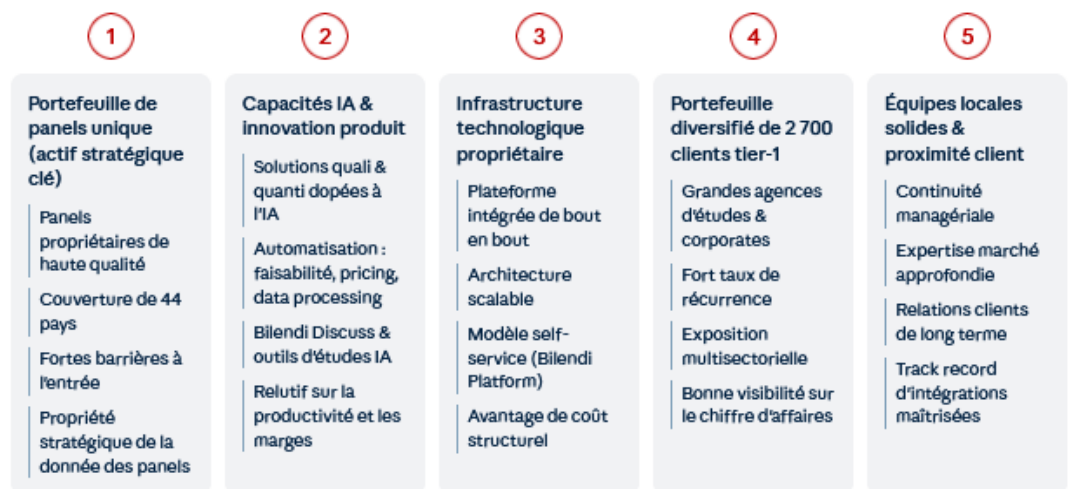 1
Portefeuille de
panels unique
(actif stratégique
clé)
Panels
propriétaires de
haute qualité
Couverture de 44
pays
Fortes barrières à
l'entrée
Propriété
stratégique de la
donnée des panels
2
Capacités IA &
innovation produit
Solutions quali &
quanti dopées à
l'IA
Automatisation :
faisabilité, pricing,
data processing
Bilendi Discuss &
outils d'études IA
Relutif sur la
productivité et les
marges
3
Infrastructure
technologique
propriétaire
Plateforme
intégrée de bout
en bout
Architecture
scalable
Modèle self-
service (Bilendi
Platform)
Avantage de coût
structurel
4
Portefeuille
diversifié de 2 700
clients tier-1
Grandes agences
d'études &
corporates
Fort taux de
récurrence
Exposition
multisectorielle
Bonne visibilité sur
le chiffre d'affaires
5
Équipes locales
solides &
proximité client
Continuité
managériale
Expertise marché
approfondie
Relations clients
de long terme
Track record
d'intégrations
maîtrisées